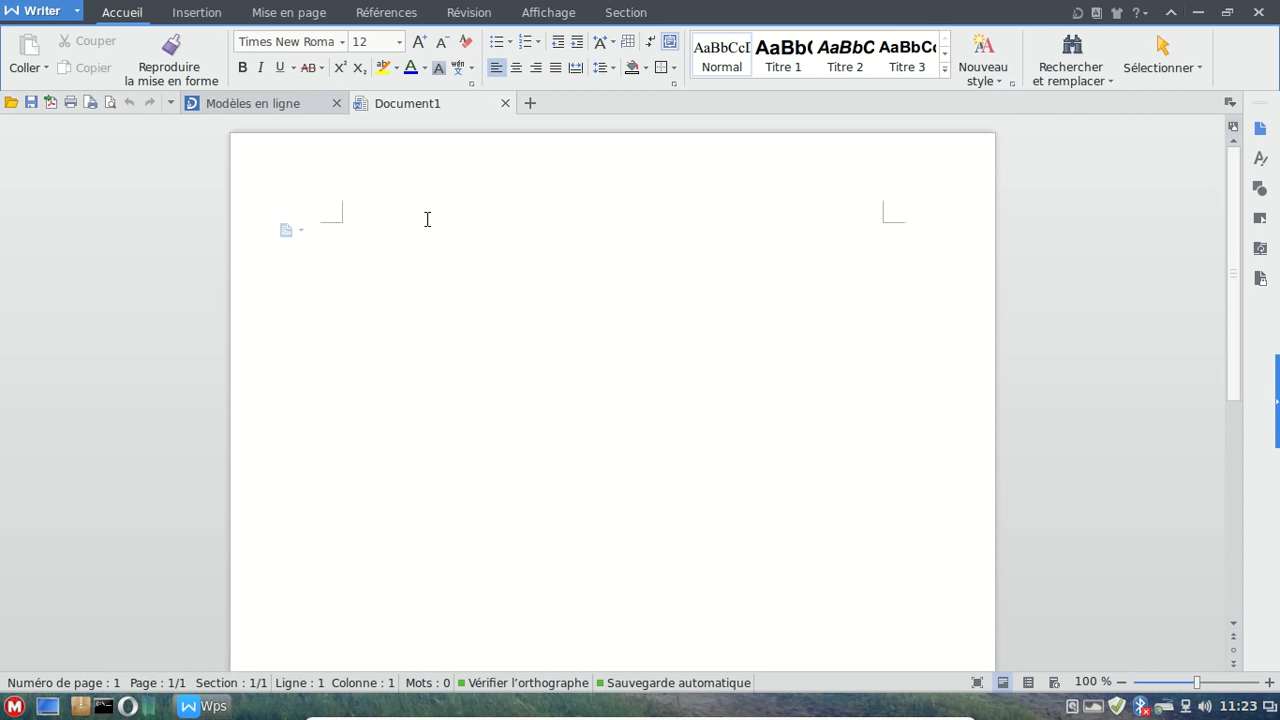 Writer
Accueil Insertion Mise en page Références Révision Affichage Section
Coller
Couper
Copier
Reproduire
la mise en forme
Times New Roma 12
AaBbCcD AaBb( AaBbC AaBbCc
Normal Titre 1 Titre 2 Titre 3
Nouveau
style
Rechercher
et remplacer
Sélectionner
Modèles en ligne Document1
Numéro de page : 1 Page : 1/1 Section : 1/1 Ligne : 1 Colonne : 1 Mots : 0 Vérifier l'orthographe Sauvegarde automatique 100 %
Wps 11:23